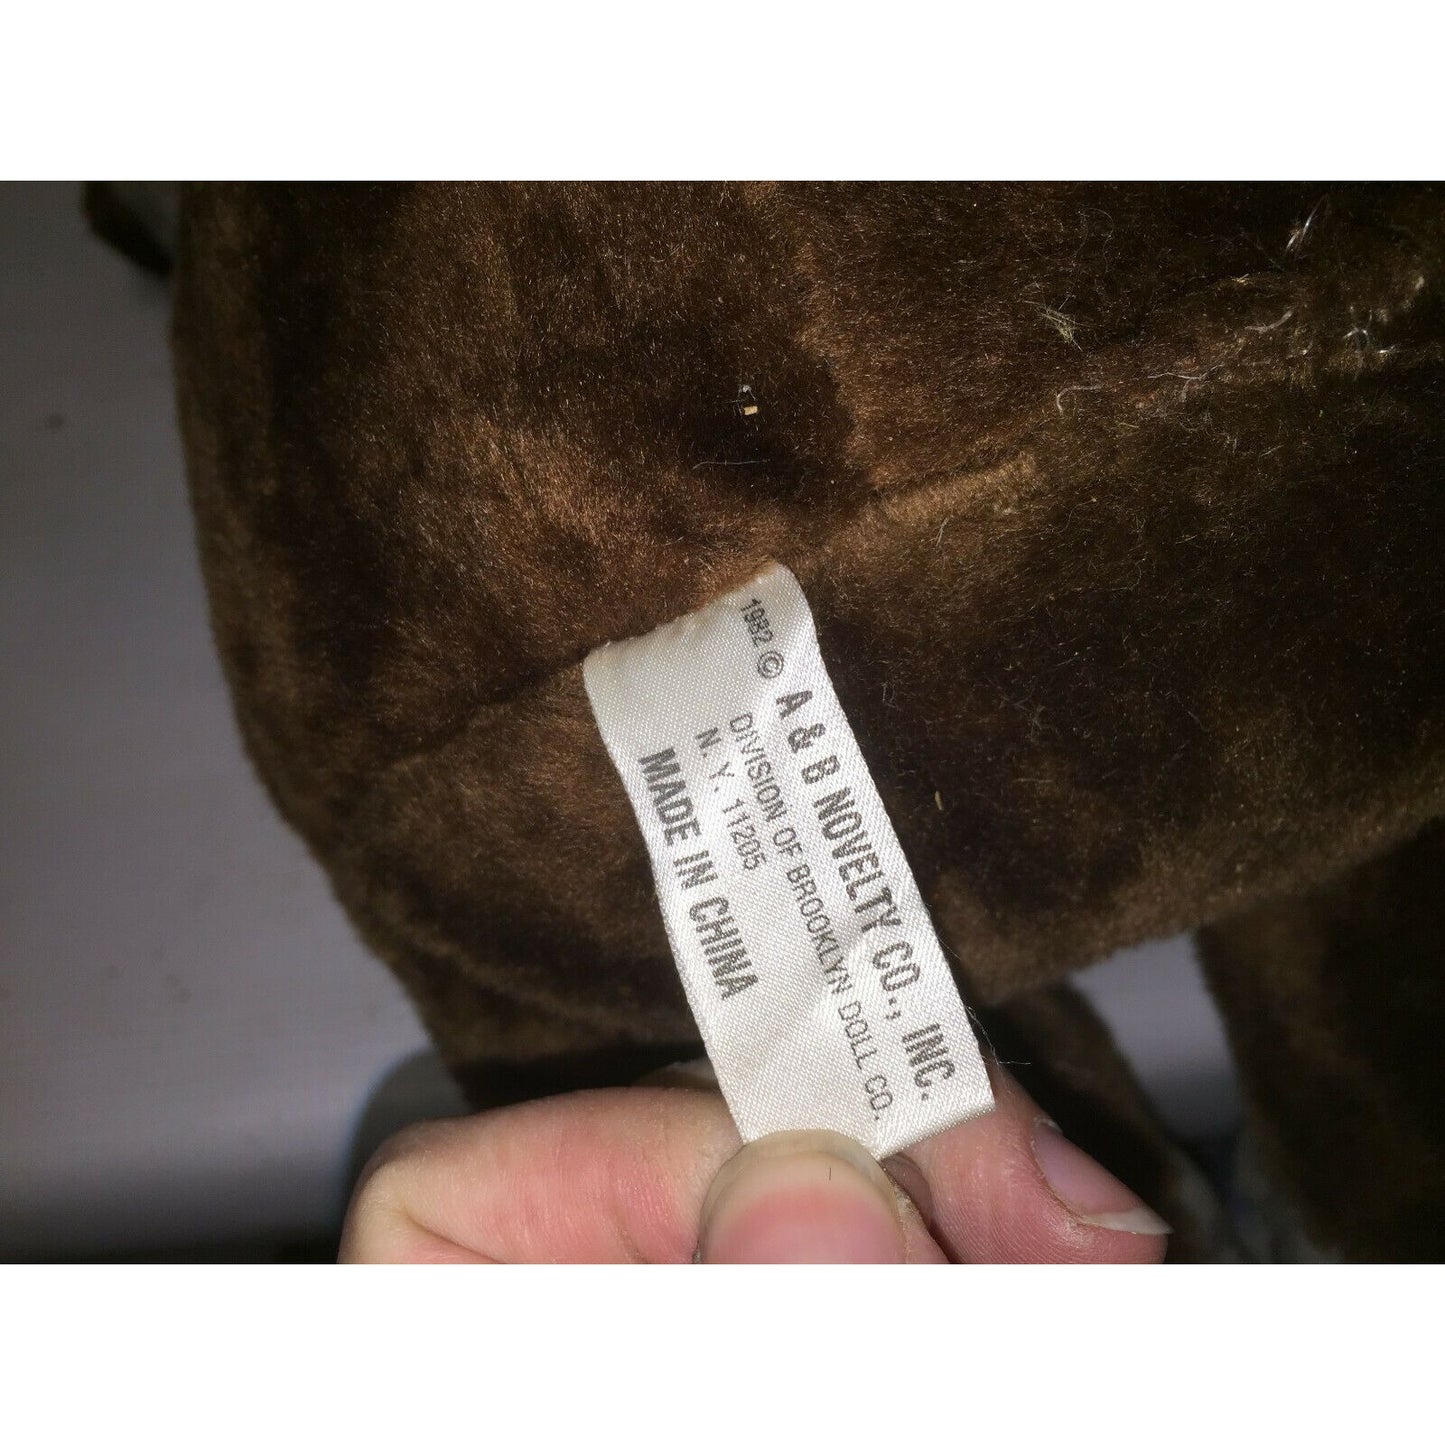 1982 © A & B NOVELTY CO., INC.
DIVISION OF BROOKLYN DOLL CO.
N. Y. 11205
MADE IN CHINA